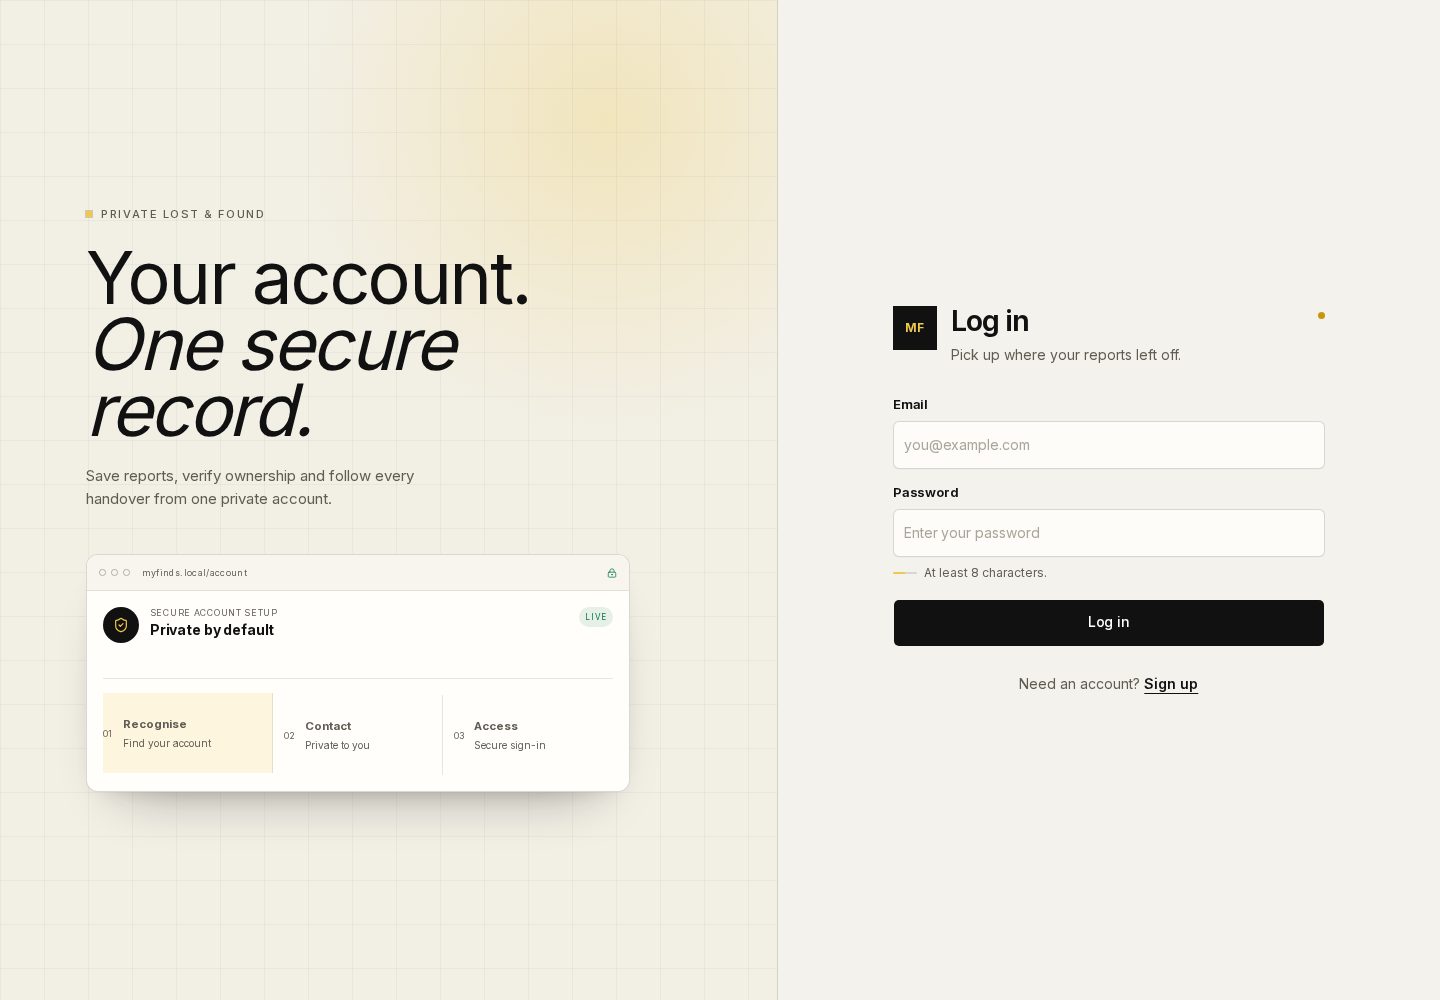 PRIVATE LOST & FOUND
Your account.
One secure
record.
Save reports, verify ownership and follow every
handover from one private account.
myfinds.local/account
SECURE ACCOUNT SETUP
Private by default
LIVE
01
Recognise
Find your account
02
Contact
Private to you
03
Access
Secure sign-in
MF
Log in
Pick up where your reports left off.
Email
you@example.com
Password
Enter your password
At least 8 characters.
Log in
Need an account? Sign up